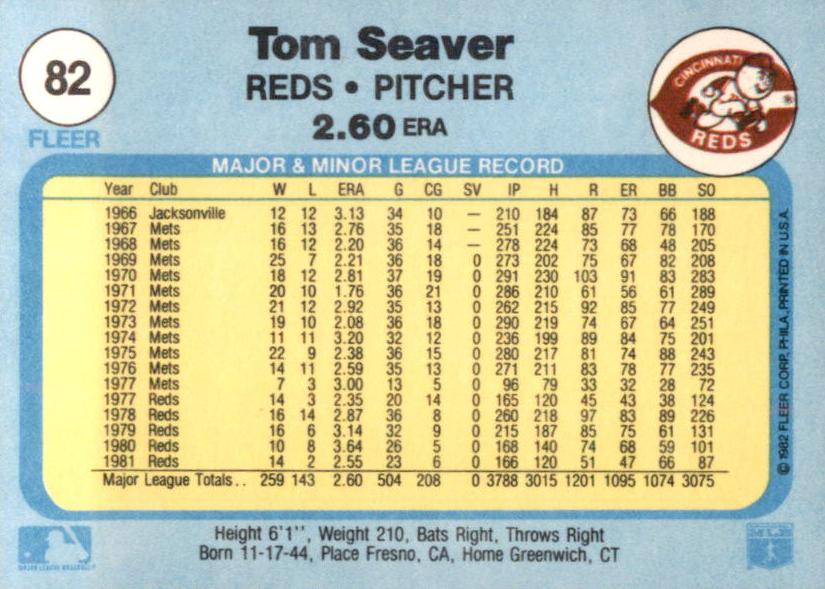 82
FLEER
Tom Seaver
REDS • PITCHER
2.60 ERA
CINCINNATI
REDS
®
MAJOR & MINOR LEAGUE RECORD
Year Club W L ERA G CG SV IP H R ER BB SO
1966 Jacksonville 12 12 3.13 34 10 — 210 184 87 73 66 188
1967 Mets 16 13 2.76 35 18 — 251 224 85 77 78 170
1968 Mets 16 12 2.20 36 14 — 278 224 73 68 48 205
1969 Mets 25 7 2.21 36 18 0 273 202 75 67 82 208
1970 Mets 18 12 2.81 37 19 0 291 230 103 91 83 283
1971 Mets 20 10 1.76 36 21 0 286 210 61 56 61 289
1972 Mets 21 12 2.92 35 13 0 262 215 92 85 77 249
1973 Mets 19 10 2.08 36 18 0 290 219 74 67 64 251
1974 Mets 11 11 3.20 32 12 0 236 199 89 84 75 201
1975 Mets 22 9 2.38 36 15 0 280 217 81 74 88 243
1976 Mets 14 11 2.59 35 13 0 271 211 83 78 77 235
1977 Mets 7 3 3.00 13 5 0 96 79 33 32 28 72
1977 Reds 14 3 2.35 20 14 0 165 120 45 43 38 124
1978 Reds 16 14 2.87 36 8 0 260 218 97 83 89 226
1979 Reds 16 6 3.14 32 9 0 215 187 85 75 61 131
1980 Reds 10 8 3.64 26 5 0 168 140 74 68 59 101
1981 Reds 14 2 2.55 23 6 0 166 120 51 47 66 87
Major League Totals . . 259 143 2.60 504 208 0 3788 3015 1201 1095 1074 3075
© 1982 FLEER CORP. PHILA. PRINTED IN U.S.A.
Height 6'1'', Weight 210, Bats Right, Throws Right
Born 11-17-44, Place Fresno, CA, Home Greenwich, CT
MAJOR LEAGUE BASEBALL